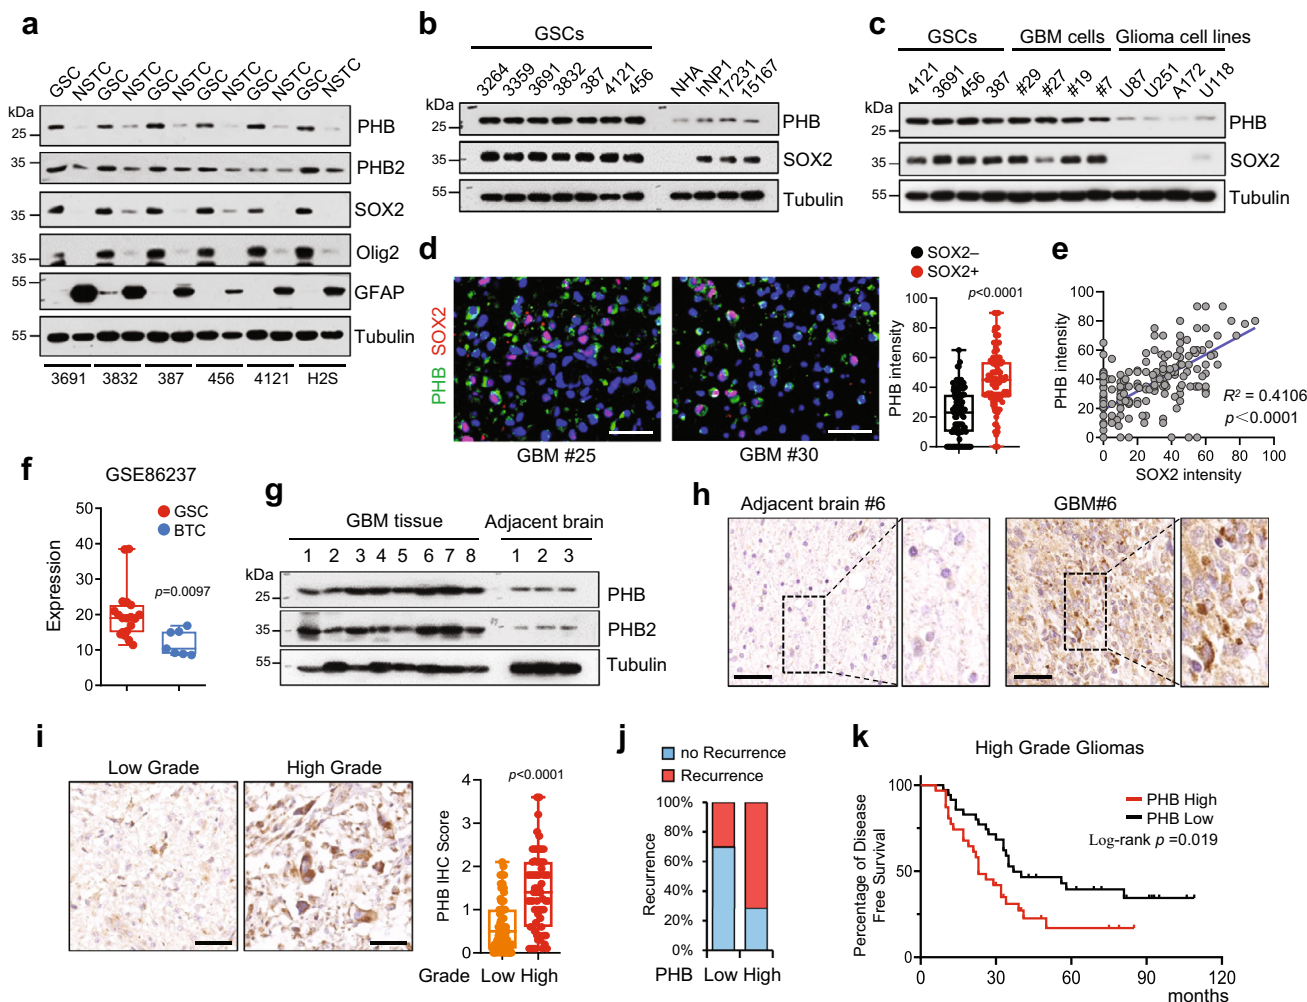 a
GSC NSTC GSC NSTC GSC NSTC GSC NSTC GSC NSTC GSC NSTC
kDa
25 PHB
35 PHB2
35 SOX2
35 Olig2
55 GFAP
55 Tubulin
3691 3832 387 456 4121 H2S
b
GSCs
3264 3359 3691 3832 387 4121 456 NHA hNP1 17231 15167
kDa
25 PHB
35 SOX2
55 Tubulin
c
GSCs GBM cells Glioma cell lines
4121 3691 456 387 #29 #27 #19 #7 U87 U251 A172 U118
kDa
25 PHB
35 SOX2
55 Tubulin
d
PHB SOX2
GBM #25 GBM #30
SOX2–
SOX2+
p<0.0001
PHB intensity
100
80
60
40
20
0
e
PHB intensity
100
80
60
40
20
0
R² = 0.4106
p<0.0001
0 20 40 60 80 100
SOX2 intensity
f
GSE86237
GSC
BTC
p=0.0097
Expression
50
40
30
20
10
0
g
GBM tissue Adjacent brain
1 2 3 4 5 6 7 8 1 2 3
kDa
25 PHB
35 PHB2
55 Tubulin
h
Adjacent brain #6 GBM#6
i
Low Grade High Grade
p<0.0001
PHB IHC Score
4
3
2
1
0
Grade Low High
j
no Recurrence
Recurrence
Recurrence
100%
80%
60%
40%
20%
0%
PHB Low High
k
High Grade Gliomas
PHB High
PHB Low
Log-rank p =0.019
Percentage of Disease
Free Survival
100
50
0
0 30 60 90 120
months